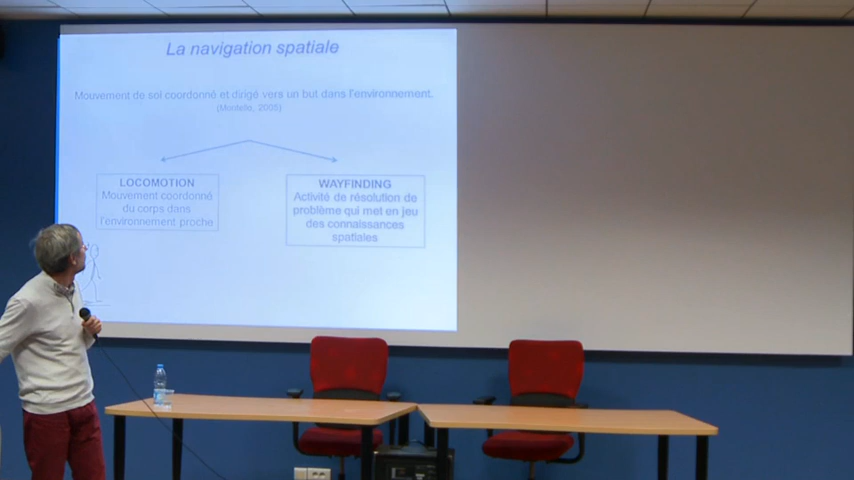 La navigation spatiale
Mouvement de soi coordonné et dirigé vers un but dans l'environnement.
(Montello, 2005)
LOCOMOTION
Mouvement coordonné
du corps dans
l'environnement proche
WAYFINDING
Activité de résolution de
problème qui met en jeu
des connaissances
spatiales